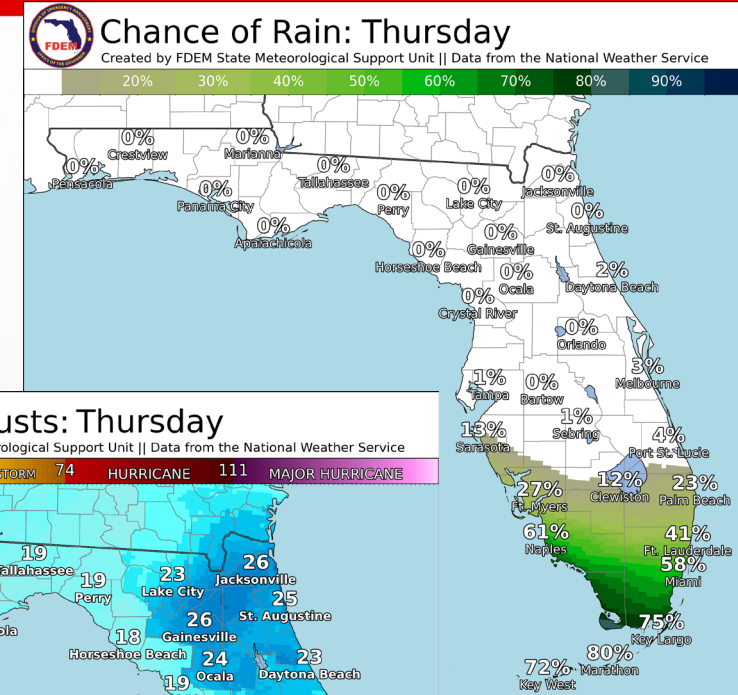 FDEM
Chance of Rain: Thursday
Created by FDEM State Meteorological Support Unit || Data from the National Weather Service
20% 30% 40% 50% 60% 70% 80% 90%
0%
Crestview
0%
Marianna
0%
Pensacola
0%
Tallahassee
0%
Panama City
0%
Perry
0%
Lake City
0%
Jacksonville
0%
Apalachicola
0%
St. Augustine
0%
Gainesville
0%
Horseshoe Beach
0%
Ocala
2%
Daytona Beach
0%
Crystal River
0%
Orlando
3%
Melbourne
1%
Tampa
0%
Bartow
1%
Sebring
13%
Sarasota
4%
Port St. Lucie
27%
Ft. Myers
12%
Clewiston
23%
Palm Beach
61%
Naples
41%
Ft. Lauderdale
58%
Miami
75%
Key Largo
80%
Marathon
72%
Key West
usts: Thursday
rological Support Unit || Data from the National Weather Service
STORM 74 HURRICANE 111 MAJOR HURRICANE
19
allahassee
19
Perry
23
Lake City
26
Jacksonville
25
St. Augustine
26
Gainesville
ola
18
Horseshoe Beach
24
Ocala
23
Daytona Beach
19